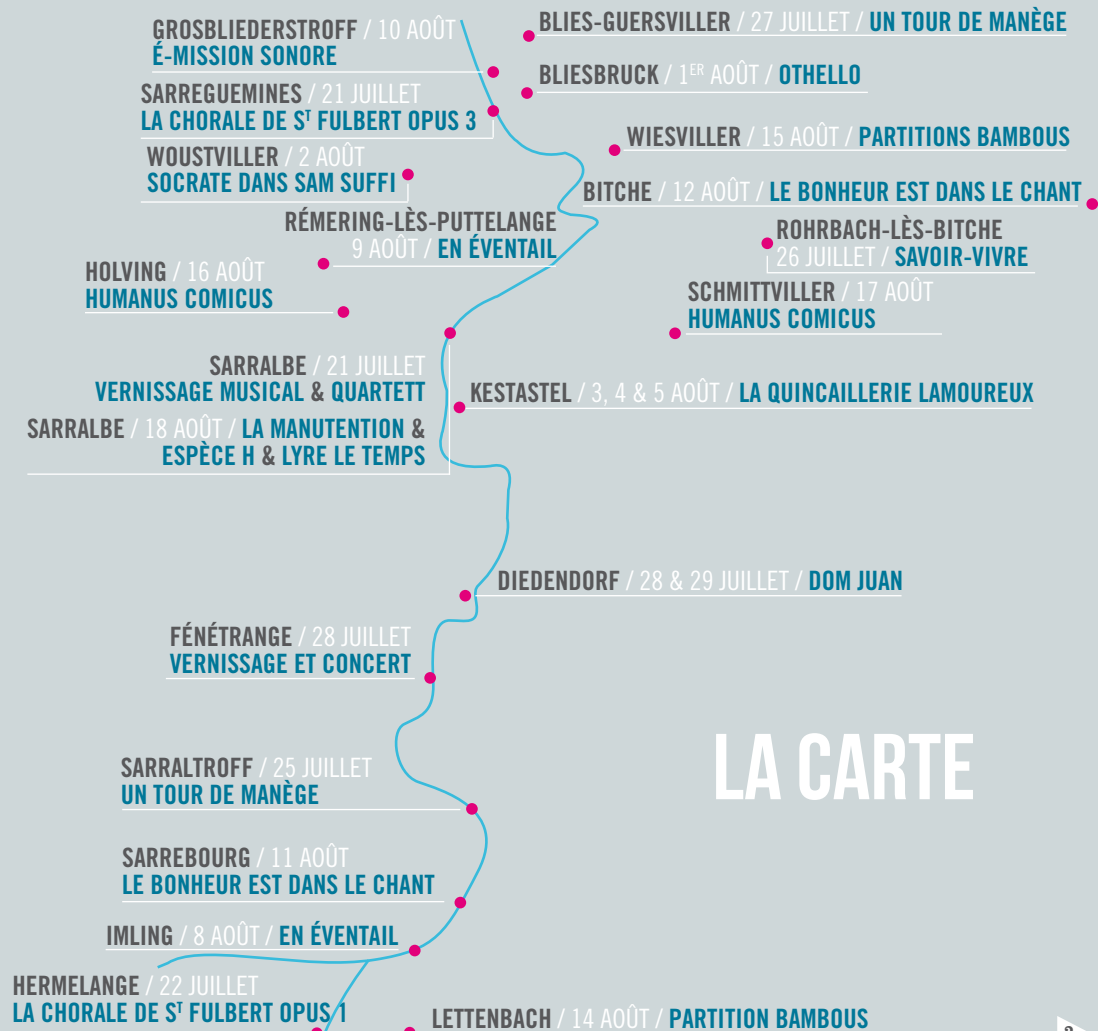 GROSBLIEDERSTROFF / 10 AOÛT
É-MISSION SONORE
BLIES-GUERSVILLER / 27 JUILLET / UN TOUR DE MANÈGE
BLIESBRUCK / 1ER AOÛT / OTHELLO
SARREGUEMINES / 21 JUILLET
LA CHORALE DE ST FULBERT OPUS 3
WIESVILLER / 15 AOÛT / PARTITIONS BAMBOUS
WOUSTVILLER / 2 AOÛT
SOCRATE DANS SAM SUFFI
BITCHE / 12 AOÛT / LE BONHEUR EST DANS LE CHANT
RÉMERING-LÈS-PUTTELANGE
9 AOÛT / EN ÉVENTAIL
ROHRBACH-LÈS-BITCHE
26 JUILLET / SAVOIR-VIVRE
HOLVING / 16 AOÛT
HUMANUS COMICUS
SCHMITTVILLER / 17 AOÛT
HUMANUS COMICUS
SARRALBE / 21 JUILLET
VERNISSAGE MUSICAL & QUARTETT
KESTASTEL / 3, 4 & 5 AOÛT / LA QUINCAILLERIE LAMOUREUX
SARRALBE / 18 AOÛT / LA MANUTENTION &
ESPÈCE H & LYRE LE TEMPS
DIEDENDORF / 28 & 29 JUILLET / DOM JUAN
FÉNÉTRANGE / 28 JUILLET
VERNISSAGE ET CONCERT
LA CARTE
SARRALTROFF / 25 JUILLET
UN TOUR DE MANÈGE
SARREBOURG / 11 AOÛT
LE BONHEUR EST DANS LE CHANT
IMLING / 8 AOÛT / EN ÉVENTAIL
HERMELANGE / 22 JUILLET
LA CHORALE DE ST FULBERT OPUS 1
LETTENBACH / 14 AOÛT / PARTITION BAMBOUS